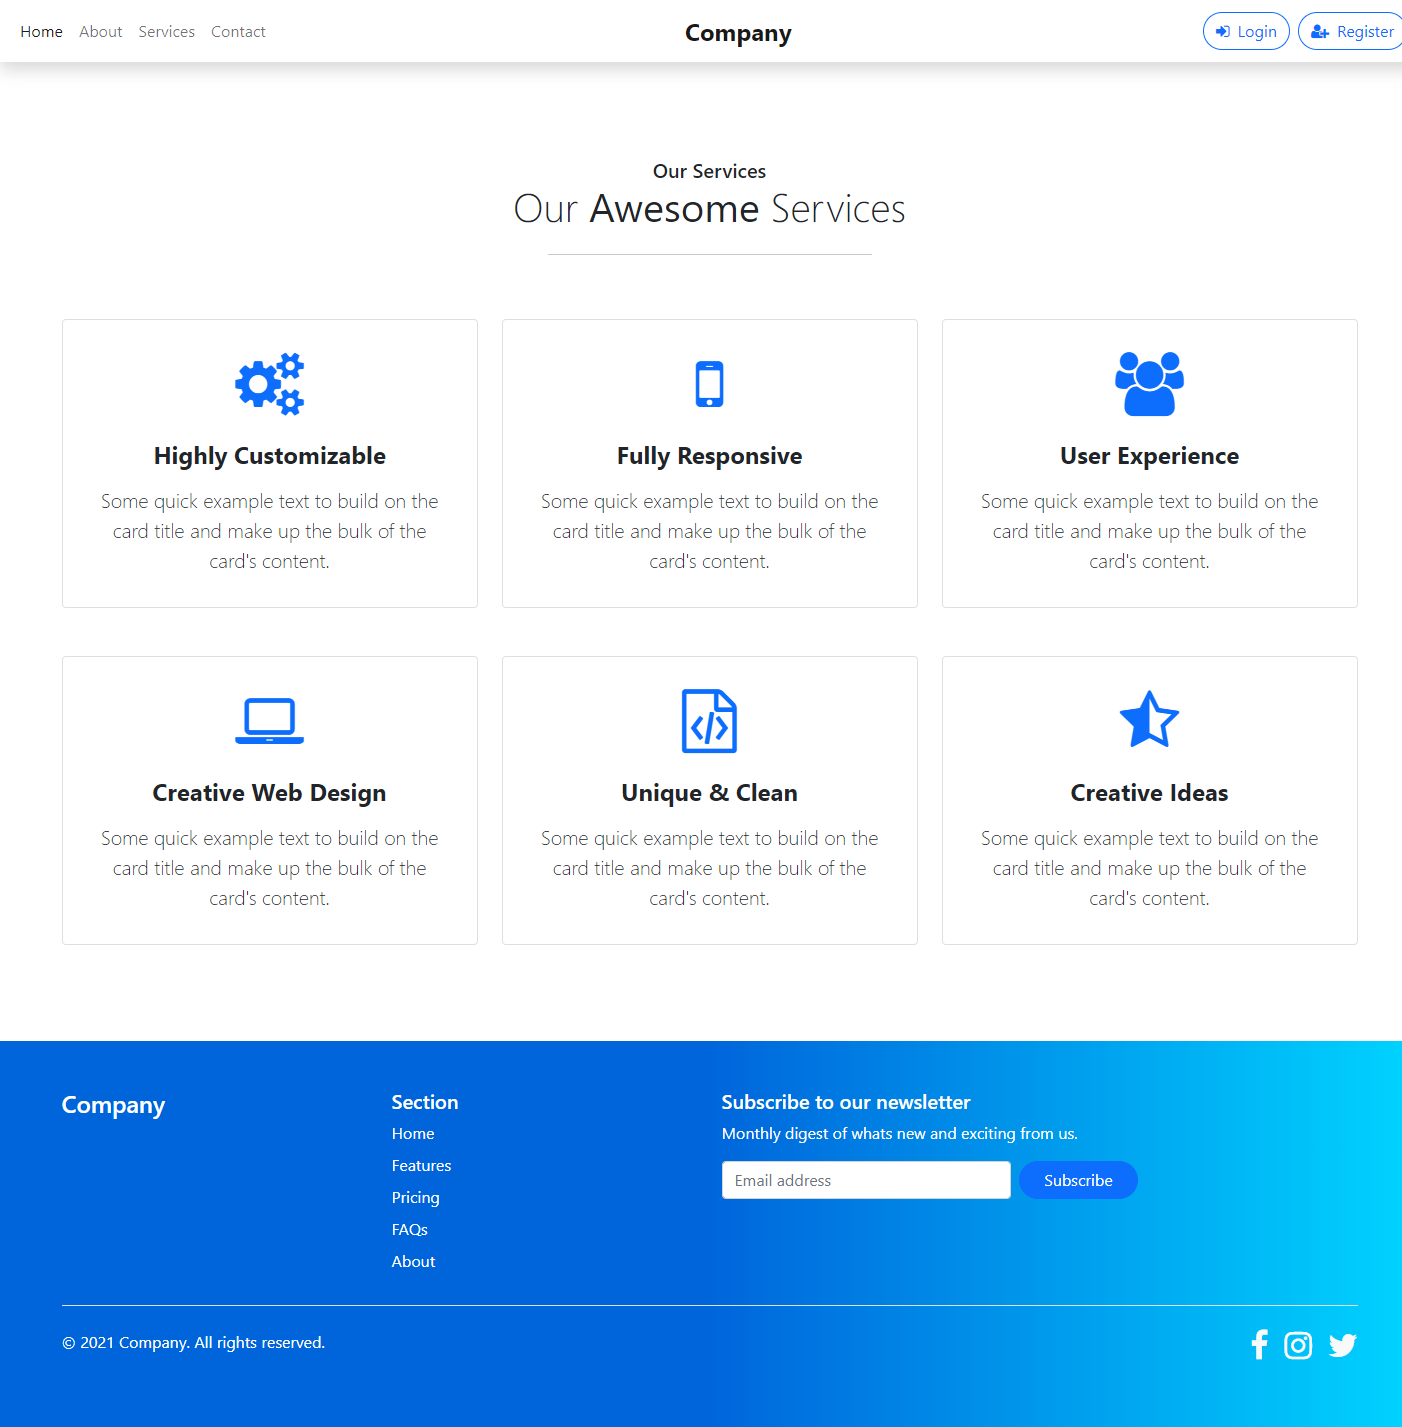 Home About Services Contact
Company
Login Register
Our Services
Our Awesome Services
Highly Customizable
Some quick example text to build on the
card title and make up the bulk of the
card's content.
Fully Responsive
Some quick example text to build on the
card title and make up the bulk of the
card's content.
User Experience
Some quick example text to build on the
card title and make up the bulk of the
card's content.
Creative Web Design
Some quick example text to build on the
card title and make up the bulk of the
card's content.
Unique & Clean
Some quick example text to build on the
card title and make up the bulk of the
card's content.
Creative Ideas
Some quick example text to build on the
card title and make up the bulk of the
card's content.
Company
Section
Home
Features
Pricing
FAQs
About
Subscribe to our newsletter
Monthly digest of whats new and exciting from us.
Email address
Subscribe
© 2021 Company. All rights reserved.